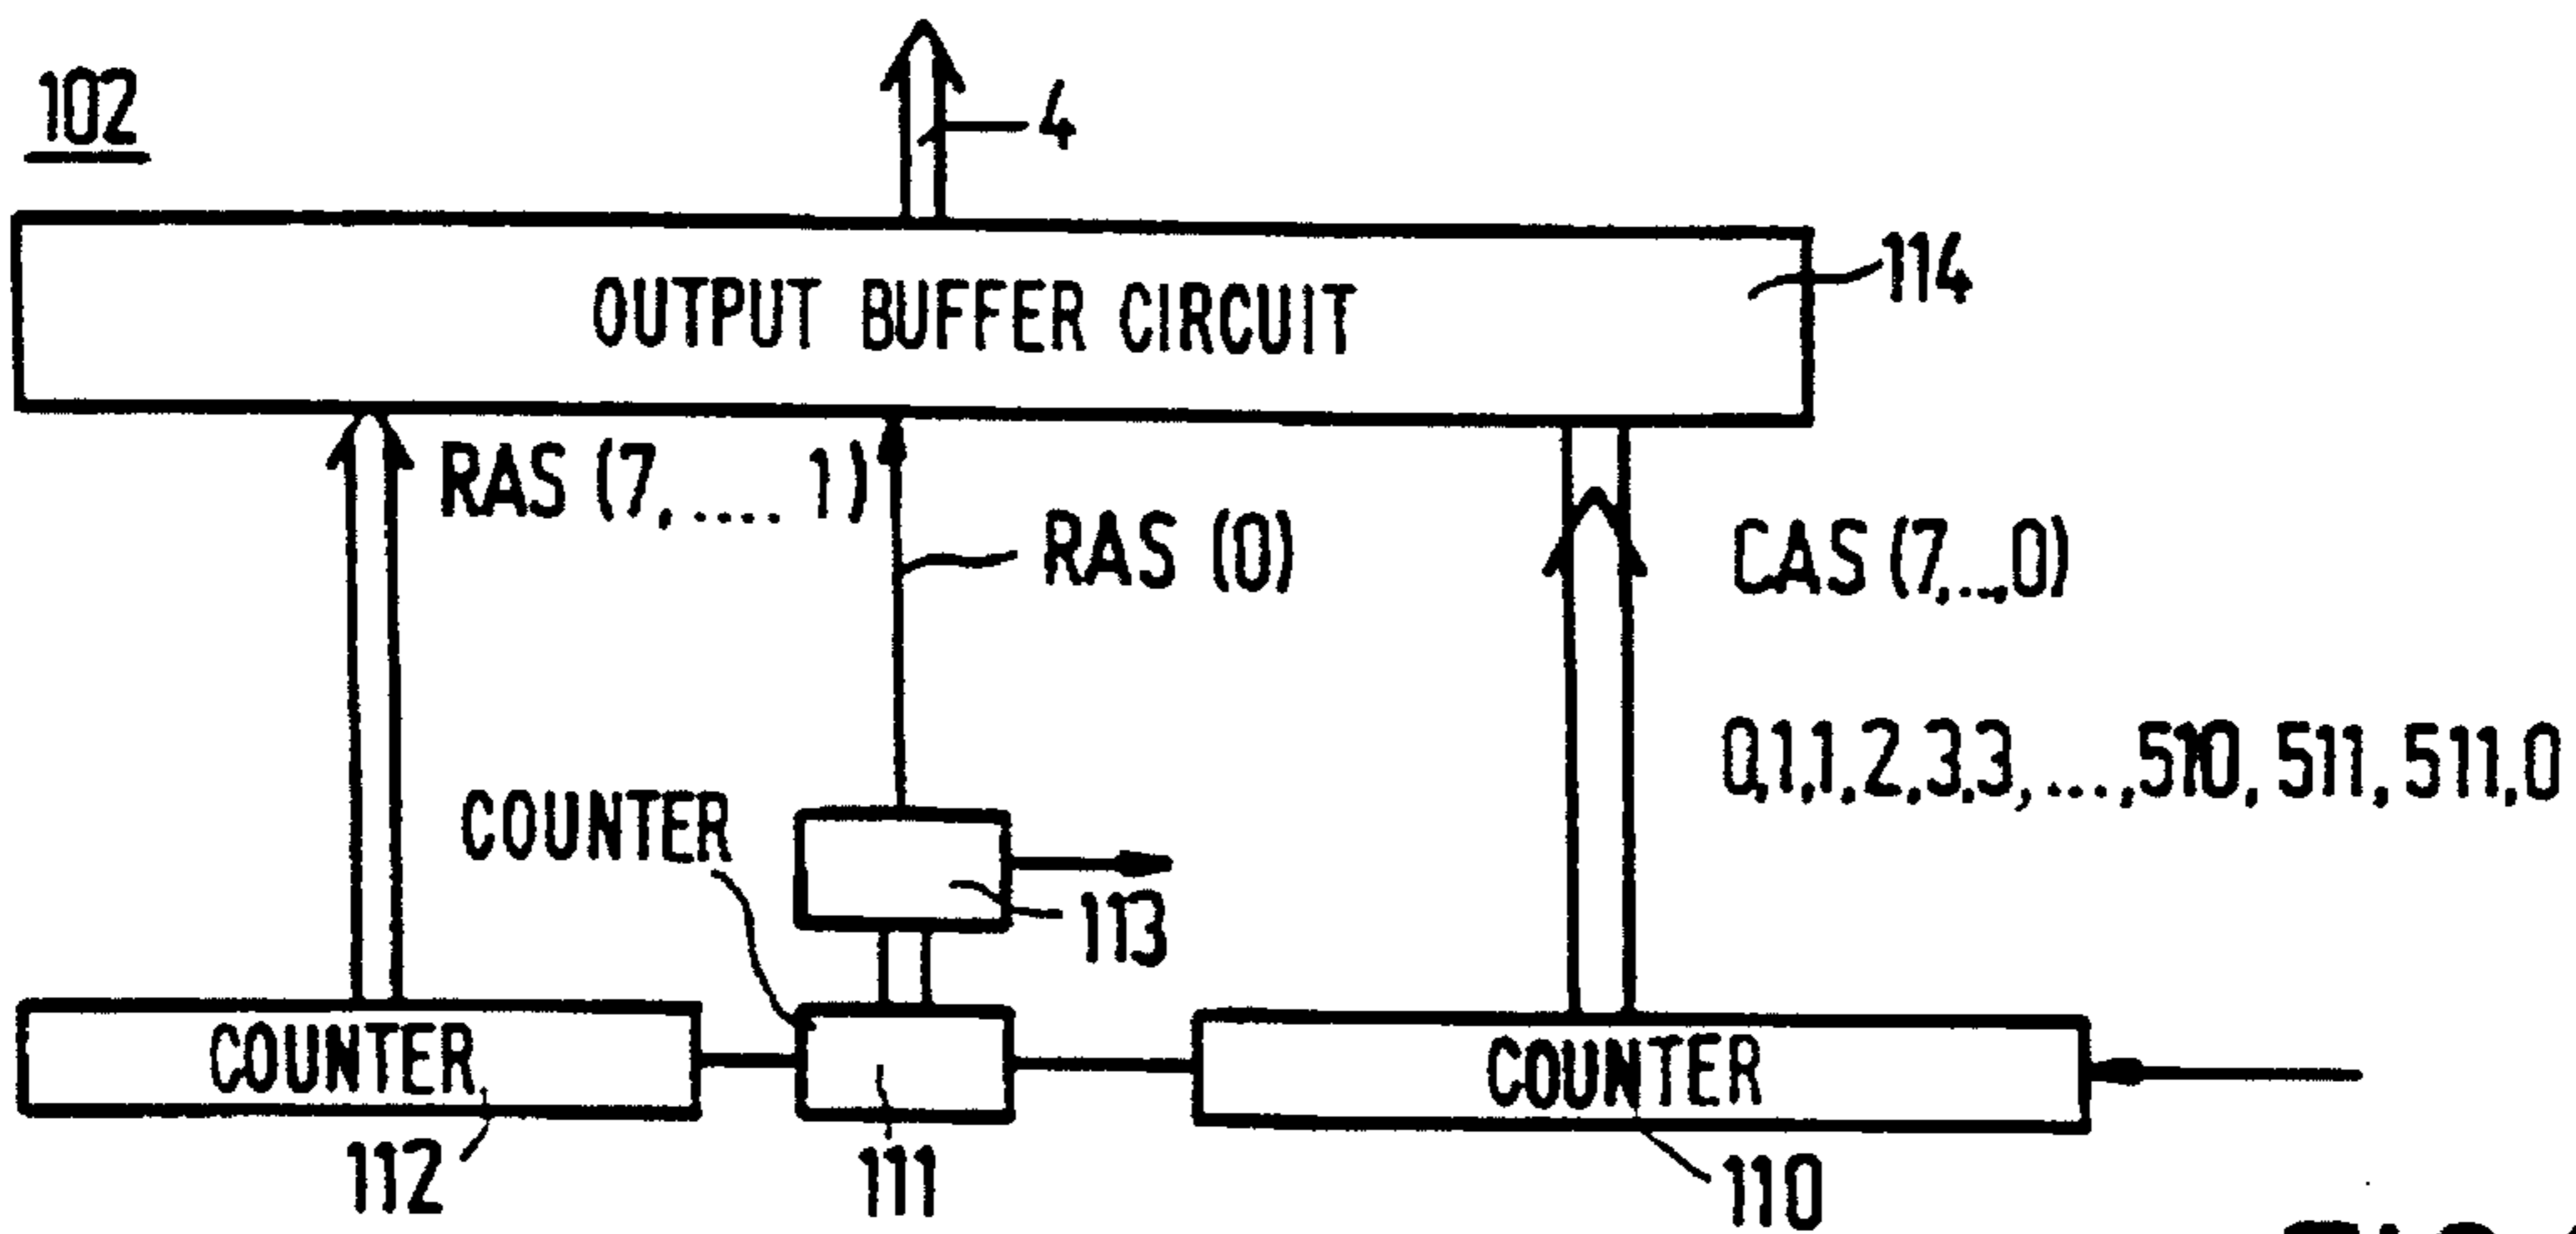 102
4
OUTPUT BUFFER CIRCUIT
114
RAS (7, .... 1)
RAS (0)
CAS (7,..,0)
0,1,1,2,3,3,...,510,511,511,0
COUNTER
113
COUNTER
COUNTER
112
111
110